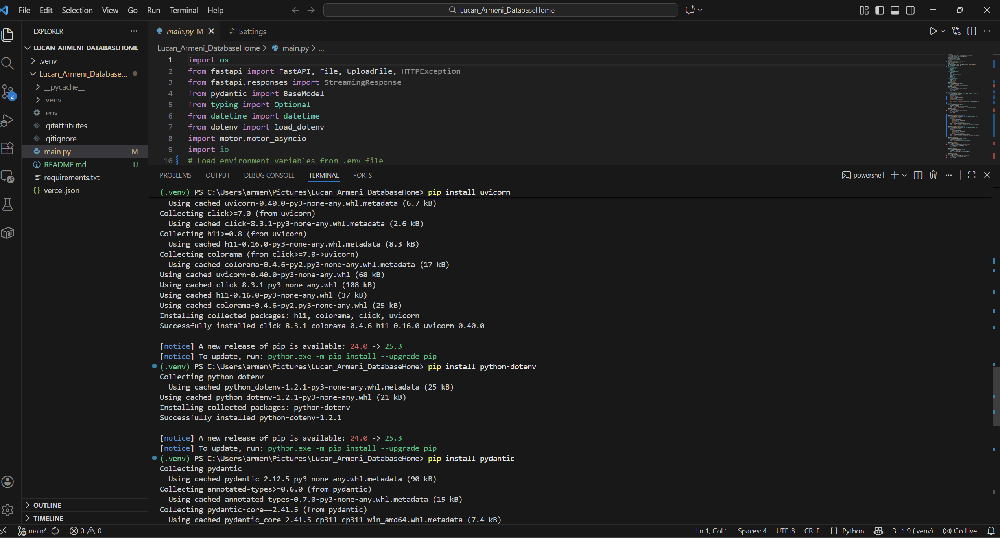 File Edit Selection View Go Run Terminal Help
Lucan_Armeni_DatabaseHome
EXPLORER
LUCAN_ARMENI_DATABASEHOME
.venv
Lucan_Armeni_Database...
__pycache__
.venv
.env
.gitattributes
.gitignore
main.py M
README.md U
requirements.txt
vercel.json
OUTLINE
TIMELINE
2
main.py M
Settings
Lucan_Armeni_DatabaseHome > main.py > ...
1 import os
2 from fastapi import FastAPI, File, UploadFile, HTTPException
3 from fastapi.responses import StreamingResponse
4 from pydantic import BaseModel
5 from typing import Optional
6 from datetime import datetime
7 from dotenv import load_dotenv
8 import motor.motor_asyncio
9 import io
10 # Load environment variables from .env file
PROBLEMS OUTPUT DEBUG CONSOLE TERMINAL PORTS
powershell
(.venv) PS C:\Users\armen\Pictures\Lucan_Armeni_DatabaseHome> pip install uvicorn
Using cached uvicorn-0.40.0-py3-none-any.whl.metadata (6.7 kB)
Collecting click>=7.0 (from uvicorn)
Using cached click-8.3.1-py3-none-any.whl.metadata (2.6 kB)
Collecting h11>=0.8 (from uvicorn)
Using cached h11-0.16.0-py3-none-any.whl.metadata (8.3 kB)
Collecting colorama (from click>=7.0->uvicorn)
Using cached colorama-0.4.6-py2.py3-none-any.whl.metadata (17 kB)
Using cached uvicorn-0.40.0-py3-none-any.whl (68 kB)
Using cached click-8.3.1-py3-none-any.whl (108 kB)
Using cached h11-0.16.0-py3-none-any.whl (37 kB)
Using cached colorama-0.4.6-py2.py3-none-any.whl (25 kB)
Installing collected packages: h11, colorama, click, uvicorn
Successfully installed click-8.3.1 colorama-0.4.6 h11-0.16.0 uvicorn-0.40.0
[notice] A new release of pip is available: 24.0 -> 25.3
[notice] To update, run: python.exe -m pip install --upgrade pip
(.venv) PS C:\Users\armen\Pictures\Lucan_Armeni_DatabaseHome> pip install python-dotenv
Collecting python-dotenv
Using cached python_dotenv-1.2.1-py3-none-any.whl.metadata (25 kB)
Using cached python_dotenv-1.2.1-py3-none-any.whl (21 kB)
Installing collected packages: python-dotenv
Successfully installed python-dotenv-1.2.1
[notice] A new release of pip is available: 24.0 -> 25.3
[notice] To update, run: python.exe -m pip install --upgrade pip
(.venv) PS C:\Users\armen\Pictures\Lucan_Armeni_DatabaseHome> pip install pydantic
Collecting pydantic
Using cached pydantic-2.12.5-py3-none-any.whl.metadata (90 kB)
Collecting annotated-types>=0.6.0 (from pydantic)
Using cached annotated_types-0.7.0-py3-none-any.whl.metadata (15 kB)
Collecting pydantic-core==2.41.5 (from pydantic)
Using cached pydantic_core-2.41.5-cp311-cp311-win_amd64.whl.metadata (7.4 kB)
main* 0 0 Ln 1, Col 1 Spaces: 4 UTF-8 CRLF { } Python 3.11.9 (.venv) Go Live